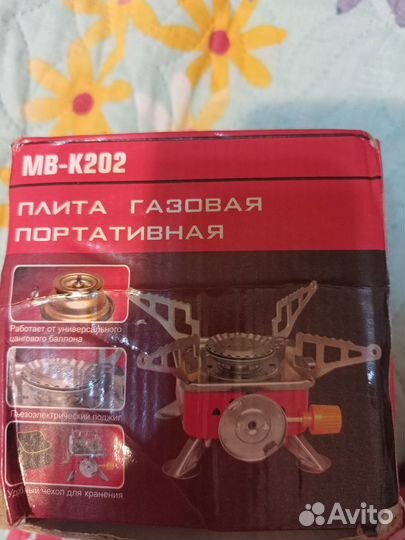 MB-K202
ПЛИТА ГАЗОВАЯ
ПОРТАТИВНАЯ
Работает от универсального
цангового баллона
Пьезоэлектрический поджиг
Удобный чехол для хранения
Avito